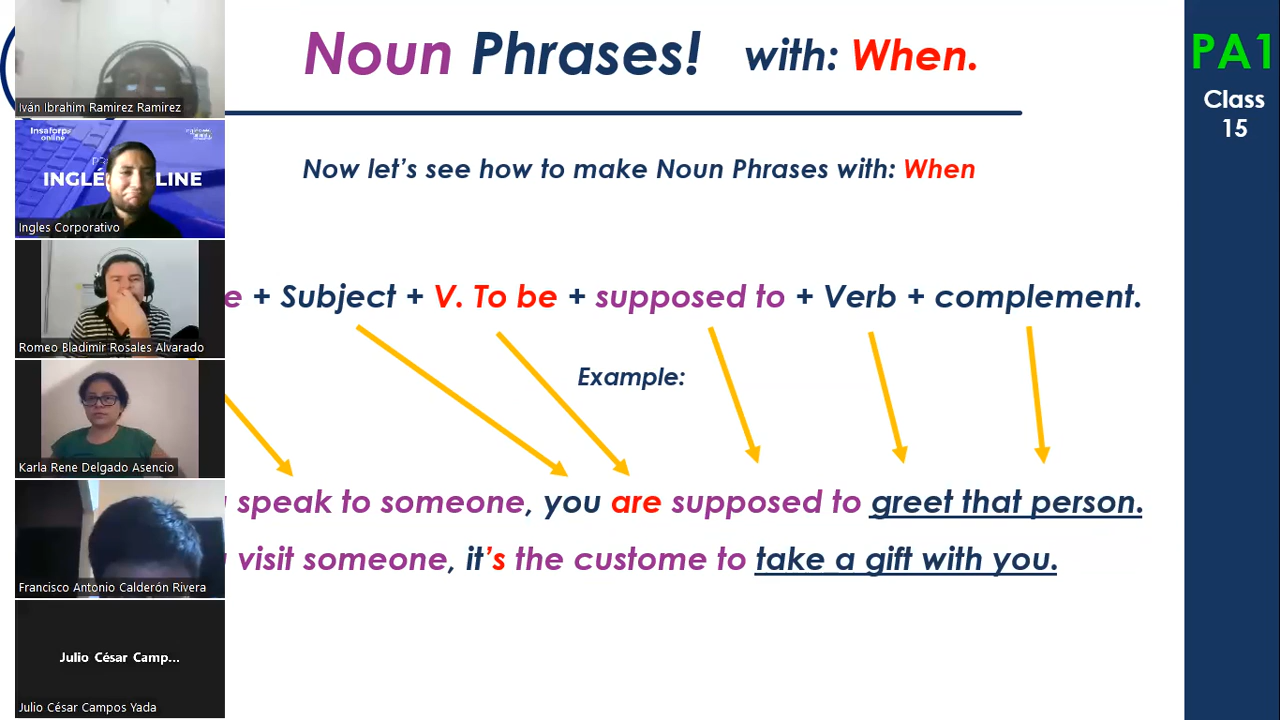 Noun Phrases! with: When.
PA1
Class
15
Now let's see how to make Noun Phrases with: When
e + Subject + V. To be + supposed to + Verb + complement.
Example:
speak to someone, you are supposed to greet that person.
visit someone, it's the custome to take a gift with you.
Iván Ibrahím Ramirez Ramirez
Insaforp
online
INGLÉ LINE
Ingles Corporativo
Romeo Bladimir Rosales Alvarado
Karla Rene Delgado Asencio
Francisco Antonio Calderón Rivera
Julio César Camp...
Julio César Campos Yada